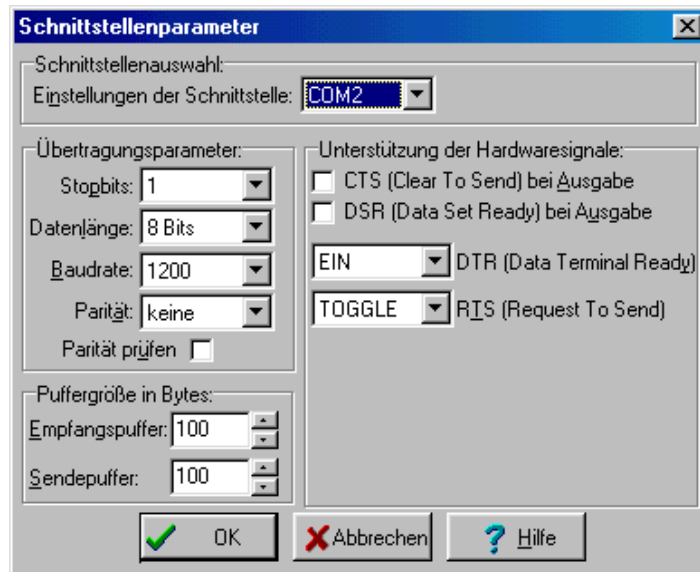 Schnittstellenparameter
Schnittstellenauswahl:
Einstellungen der Schnittstelle: COM2
Übertragungsparameter:
Stopbits: 1
Datenlänge: 8 Bits
Baudrate: 1200
Parität: keine
Parität prüfen
Puffergröße in Bytes:
Empfangspuffer: 100
Sendepuffer: 100
Unterstützung der Hardwaresignale:
CTS (Clear To Send) bei Ausgabe
DSR (Data Set Ready) bei Ausgabe
EIN DTR (Data Terminal Ready)
TOGGLE RTS (Request To Send)
OK Abbrechen Hilfe